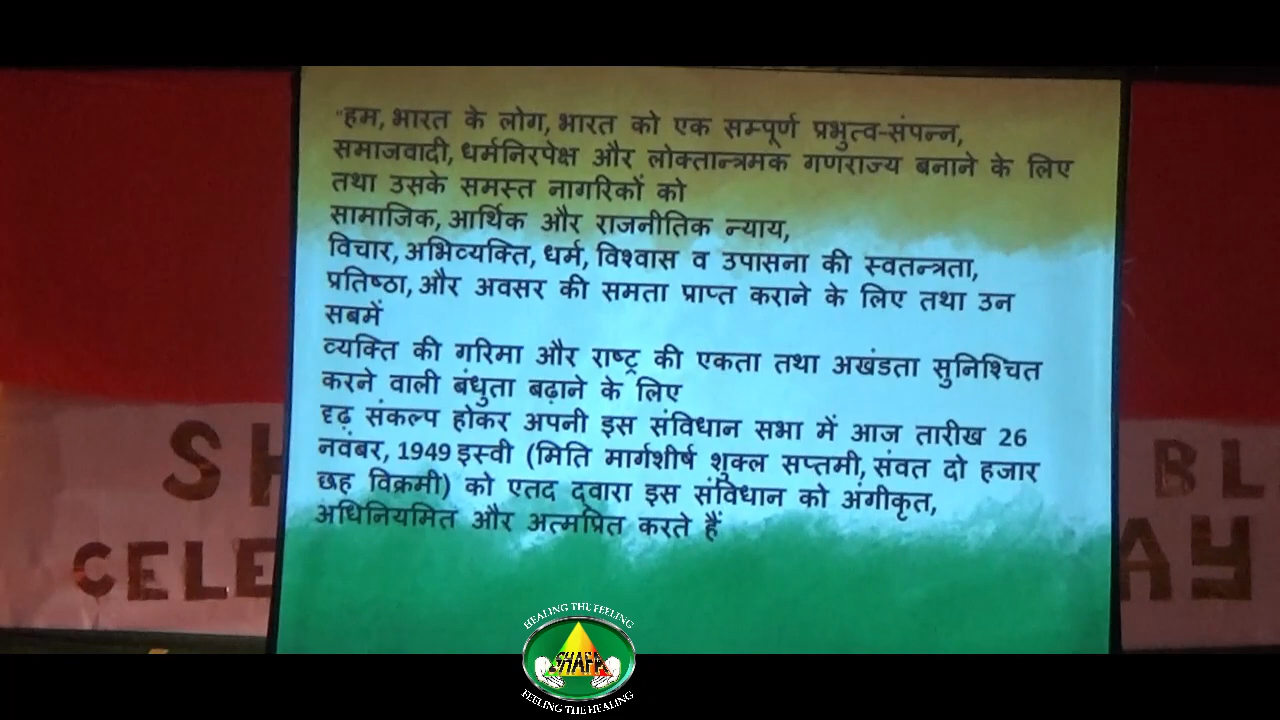 "हम, भारत के लोग, भारत को एक सम्पूर्ण प्रभुत्व-संपन्न,
समाजवादी, धर्मनिरपेक्ष और लोक्तान्त्रमक गणराज्य बनाने के लिए
तथा उसके समस्त नागरिकों को
सामाजिक, आर्थिक और राजनीतिक न्याय,
विचार, अभिव्यक्ति, धर्म, विश्वास व उपासना की स्वतन्त्रता,
प्रतिष्ठा, और अवसर की समता प्राप्त कराने के लिए तथा उन
सबमें
व्यक्ति की गरिमा और राष्ट्र की एकता तथा अखंडता सुनिश्चित
करने वाली बंधुता बढ़ाने के लिए
दृढ़ संकल्प होकर अपनी इस संविधान सभा में आज तारीख 26
नवंबर, 1949 इस्वी (मिति मार्गशीर्ष शुक्ल सप्तमी, संवत दो हजार
छह विक्रमी) को एतद द्वारा इस संविधान को अंगीकृत,
अधिनियमित और अत्मप्रित करते हैं
SH
BL
CELE
AY
HEALING THE FEELING
SHAFA
FEELING THE HEALING